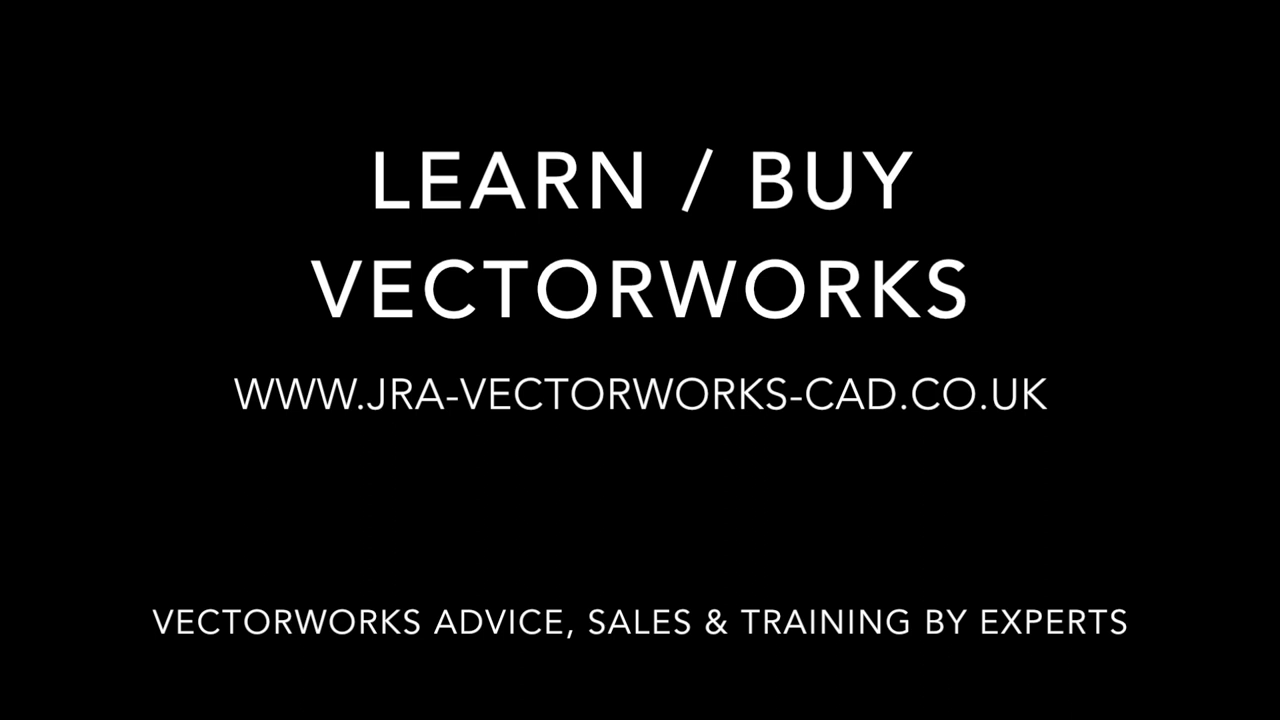 LEARN / BUY
VECTORWORKS
WWW.JRA-VECTORWORKS-CAD.CO.UK
VECTORWORKS ADVICE, SALES & TRAINING BY EXPERTS